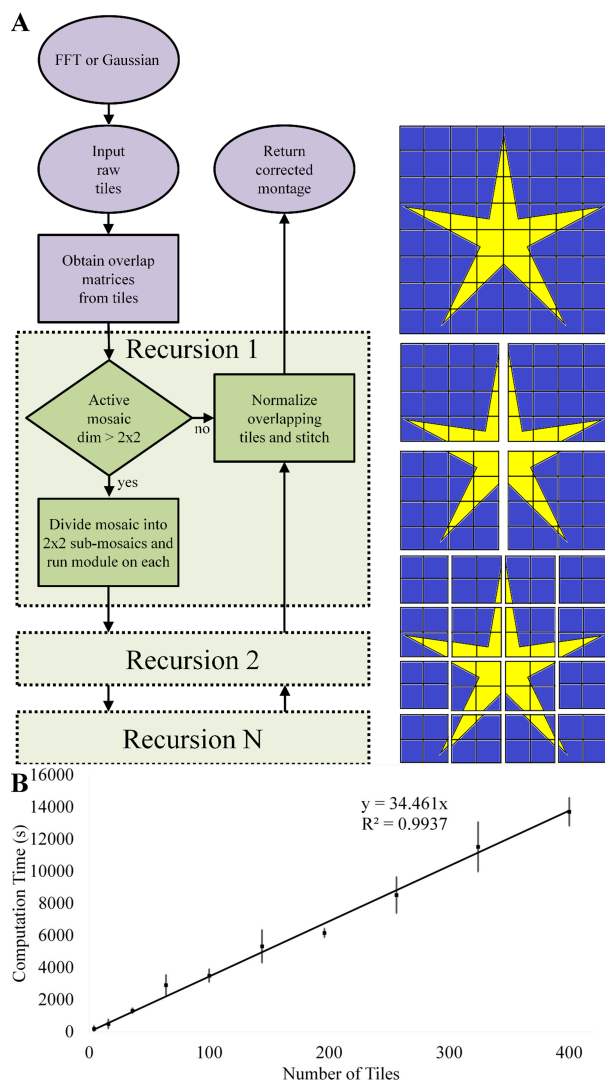 A
FFT or Gaussian
Input
raw
tiles
Return
corrected
montage
Obtain overlap
matrices
from tiles
Recursion 1
Active
mosaic
dim > 2x2
no
Normalize
overlapping
tiles and stitch
yes
Divide mosaic into
2x2 sub-mosaics and
run module on each
Recursion 2
Recursion N
B
16000
14000
12000
10000
8000
6000
4000
2000
0
Computation Time (s)
y = 34.461x
R² = 0.9937
0
100
200
300
400
Number of Tiles